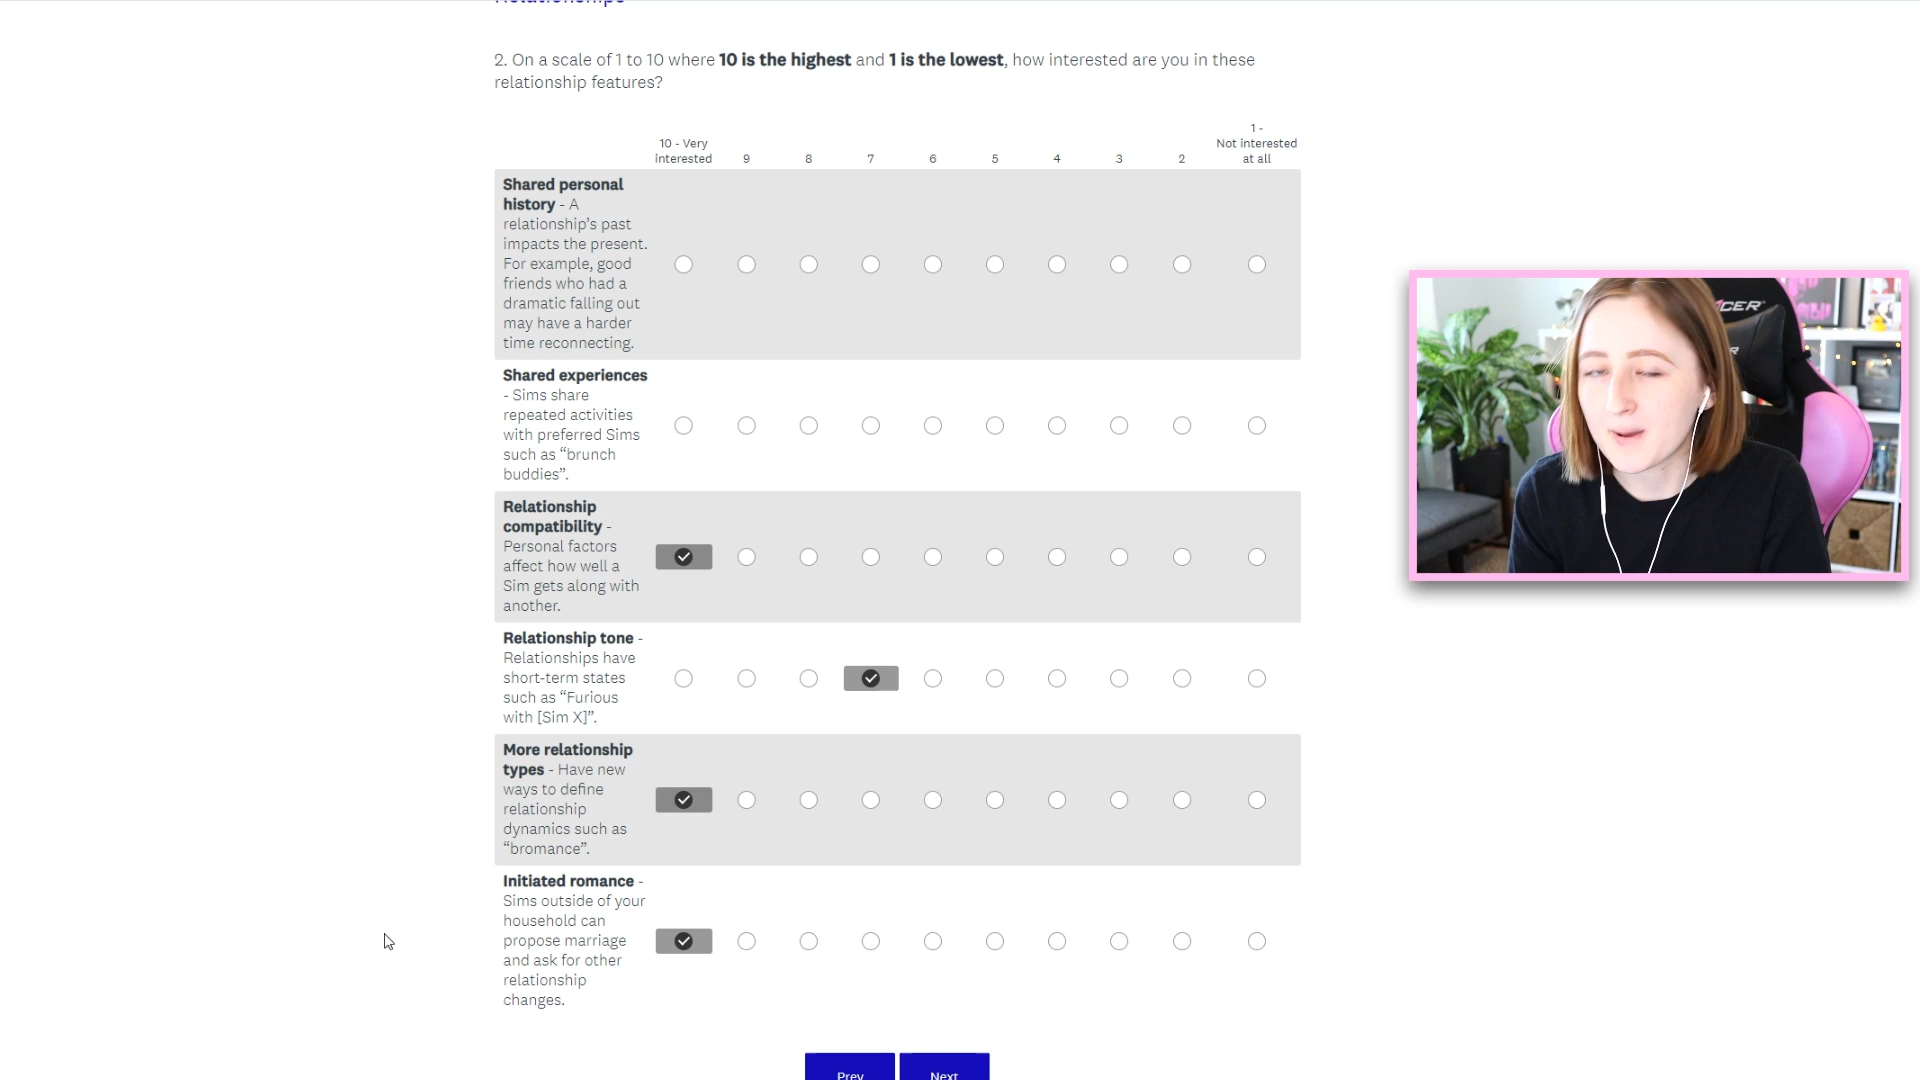 2. On a scale of 1 to 10 where 10 is the highest and 1 is the lowest, how interested are you in these
relationship features?
10 - Very
interested
9
8
7
6
5
4
3
2
1 -
Not interested
at all
Shared personal
history - A
relationship's past
impacts the present.
For example, good
friends who had a
dramatic falling out
may have a harder
time reconnecting.
Shared experiences
- Sims share
repeated activities
with preferred Sims
such as “brunch
buddies”.
Relationship
compatibility -
Personal factors
affect how well a
Sim gets along with
another.
Relationship tone -
Relationships have
short-term states
such as “Furious
with [Sim X]”.
More relationship
types - Have new
ways to define
relationship
dynamics such as
“bromance”.
Initiated romance -
Sims outside of your
household can
propose marriage
and ask for other
relationship
changes.
Prev
Next